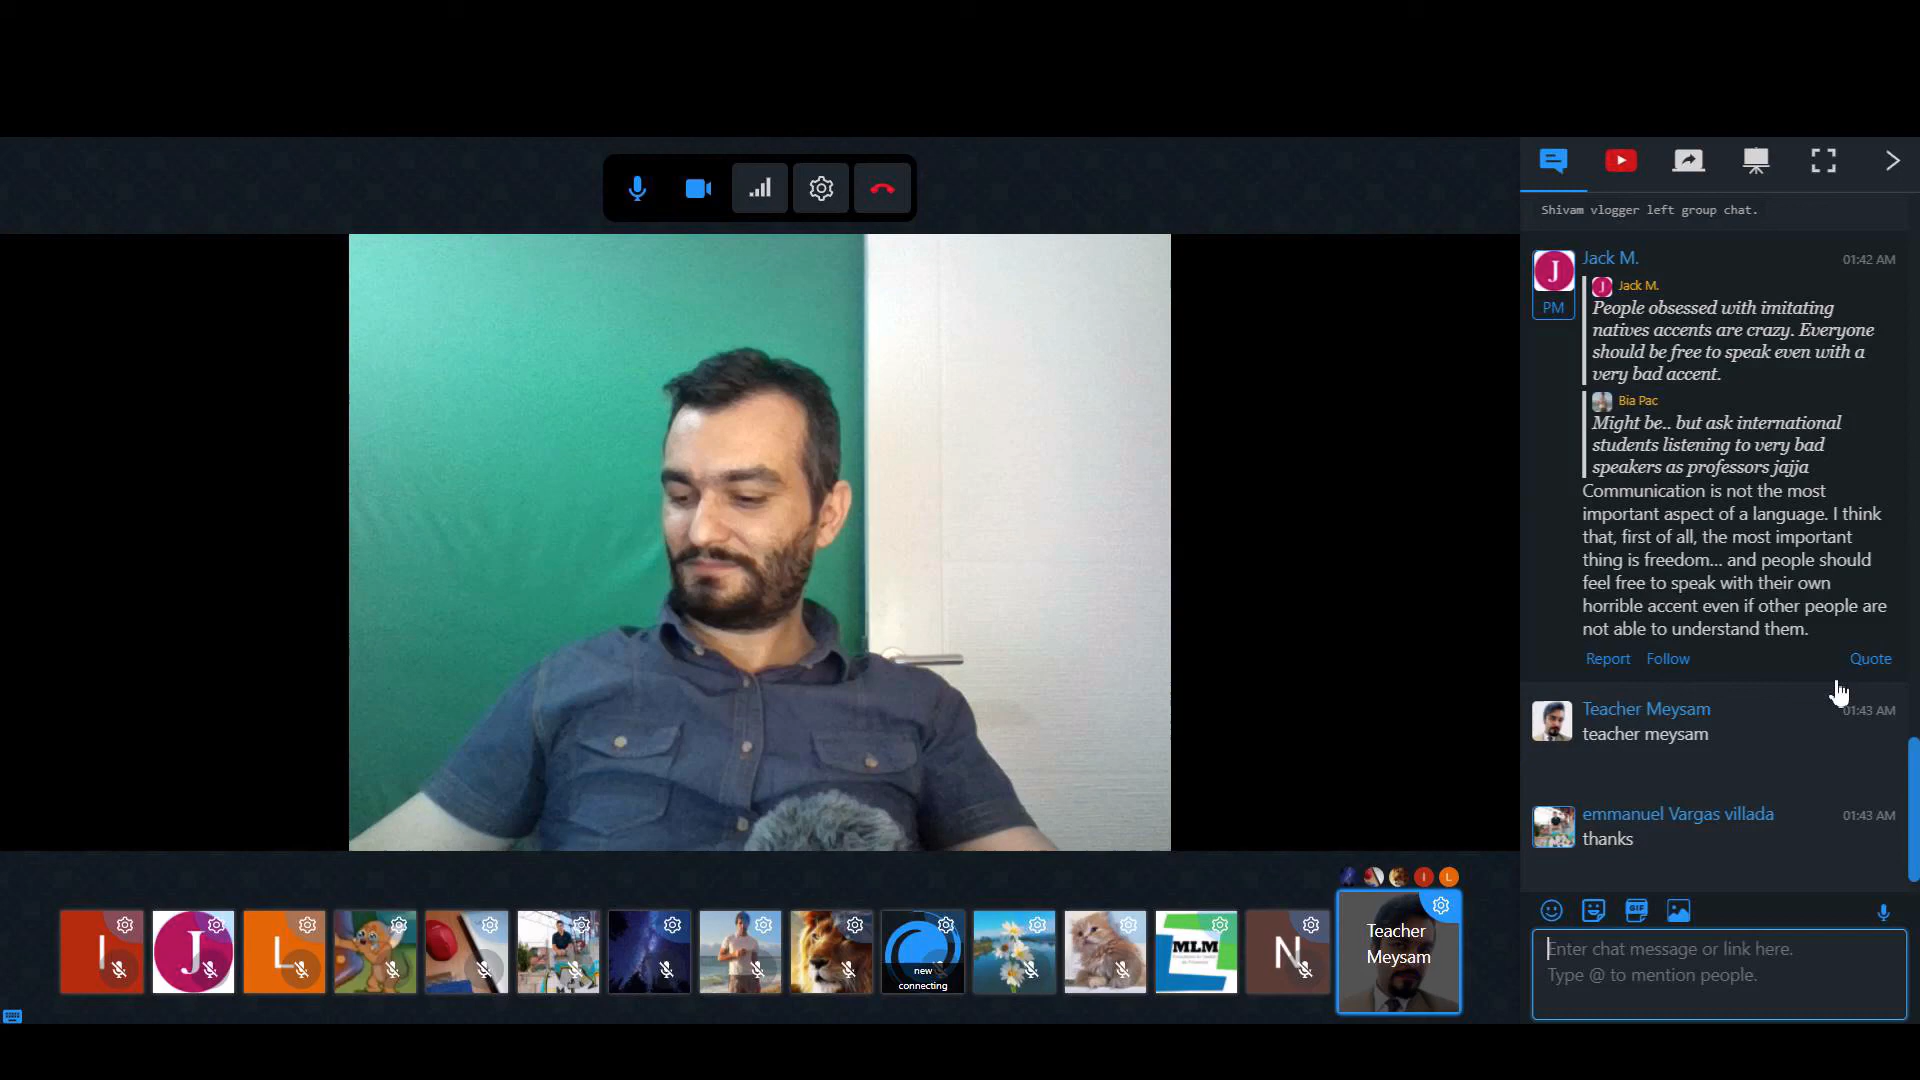 Shivam vlogger left group chat.
J
Jack M.
01:42 AM
PM
J
Jack M.
People obsessed with imitating
natives accents are crazy. Everyone
should be free to speak even with a
very bad accent.
Bia Pac
Might be.. but ask international
students listening to very bad
speakers as professors jajja
Communication is not the most
important aspect of a language. I think
that, first of all, the most important
thing is freedom... and people should
feel free to speak with their own
horrible accent even if other people are
not able to understand them.
Report Follow Quote
Teacher Meysam
01:43 AM
teacher meysam
emmanuel Vargas villada
01:43 AM
thanks
GIF
Enter chat message or link here.
Type @ to mention people.
I L
I
J
L
new
connecting
MLM
N
Teacher
Meysam